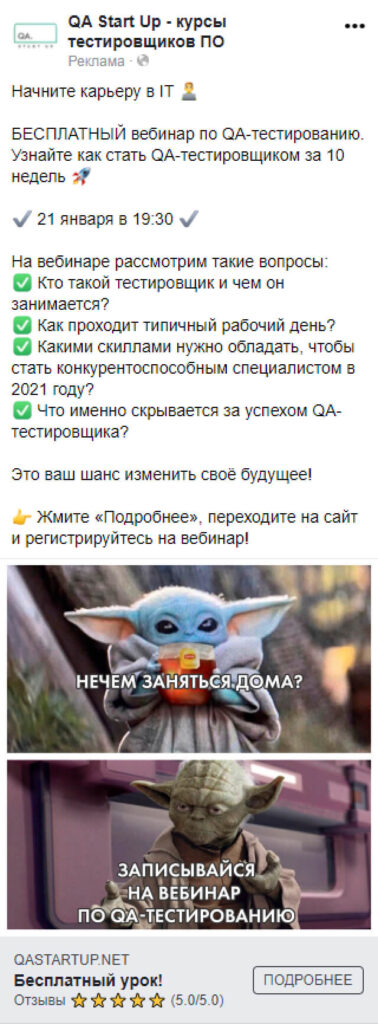 QA.
START UP
QA Start Up - курсы
тестировщиков ПО
Реклама ·
Начните карьеру в IT 👨‍💼
БЕСПЛАТНЫЙ вебинар по QA-тестированию.
Узнайте как стать QA-тестировщиком за 10
недель 🚀
✔ 21 января в 19:30 ✔
На вебинаре рассмотрим такие вопросы:
✅ Кто такой тестировщик и чем он
занимается?
✅ Как проходит типичный рабочий день?
✅ Какими скиллами нужно обладать, чтобы
стать конкурентоспособным специалистом в
2021 году?
✅ Что именно скрывается за успехом QA-
тестировщика?
Это ваш шанс изменить своё будущее!
👉 Жмите «Подробнее», переходите на сайт
и регистрируйтесь на вебинар!
НЕЧЕМ ЗАНЯТЬСЯ ДОМА?
ЗАПИСЫВАЙСЯ
НА ВЕБИНАР
ПО QA-ТЕСТИРОВАНИЮ
QASTARTUP.NET
Бесплатный урок!
Отзывы ⭐⭐⭐⭐⭐ (5.0/5.0)
ПОДРОБНЕЕ